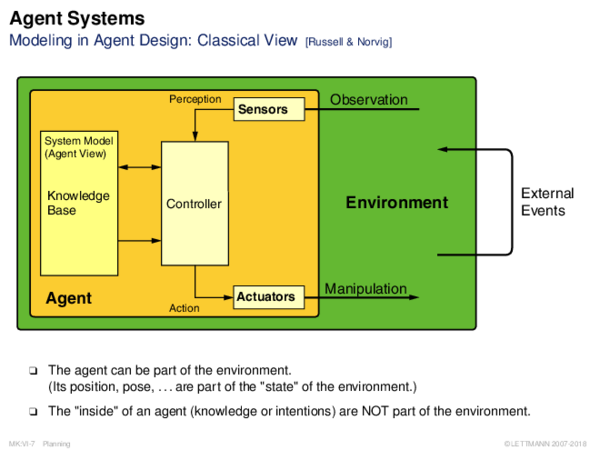 Agent Systems
Modeling in Agent Design: Classical View [Russell & Norvig]
Perception
Sensors
Observation
System Model
(Agent View)
Knowledge
Base
Controller
Environment
External
Events
Agent
Action
Actuators
Manipulation
❑ The agent can be part of the environment.
(Its position, pose, . . . are part of the "state" of the environment.)
❑ The "inside" of an agent (knowledge or intentions) are NOT part of the environment.
MK:VI-7 Planning
© LETTMANN 2007-2018